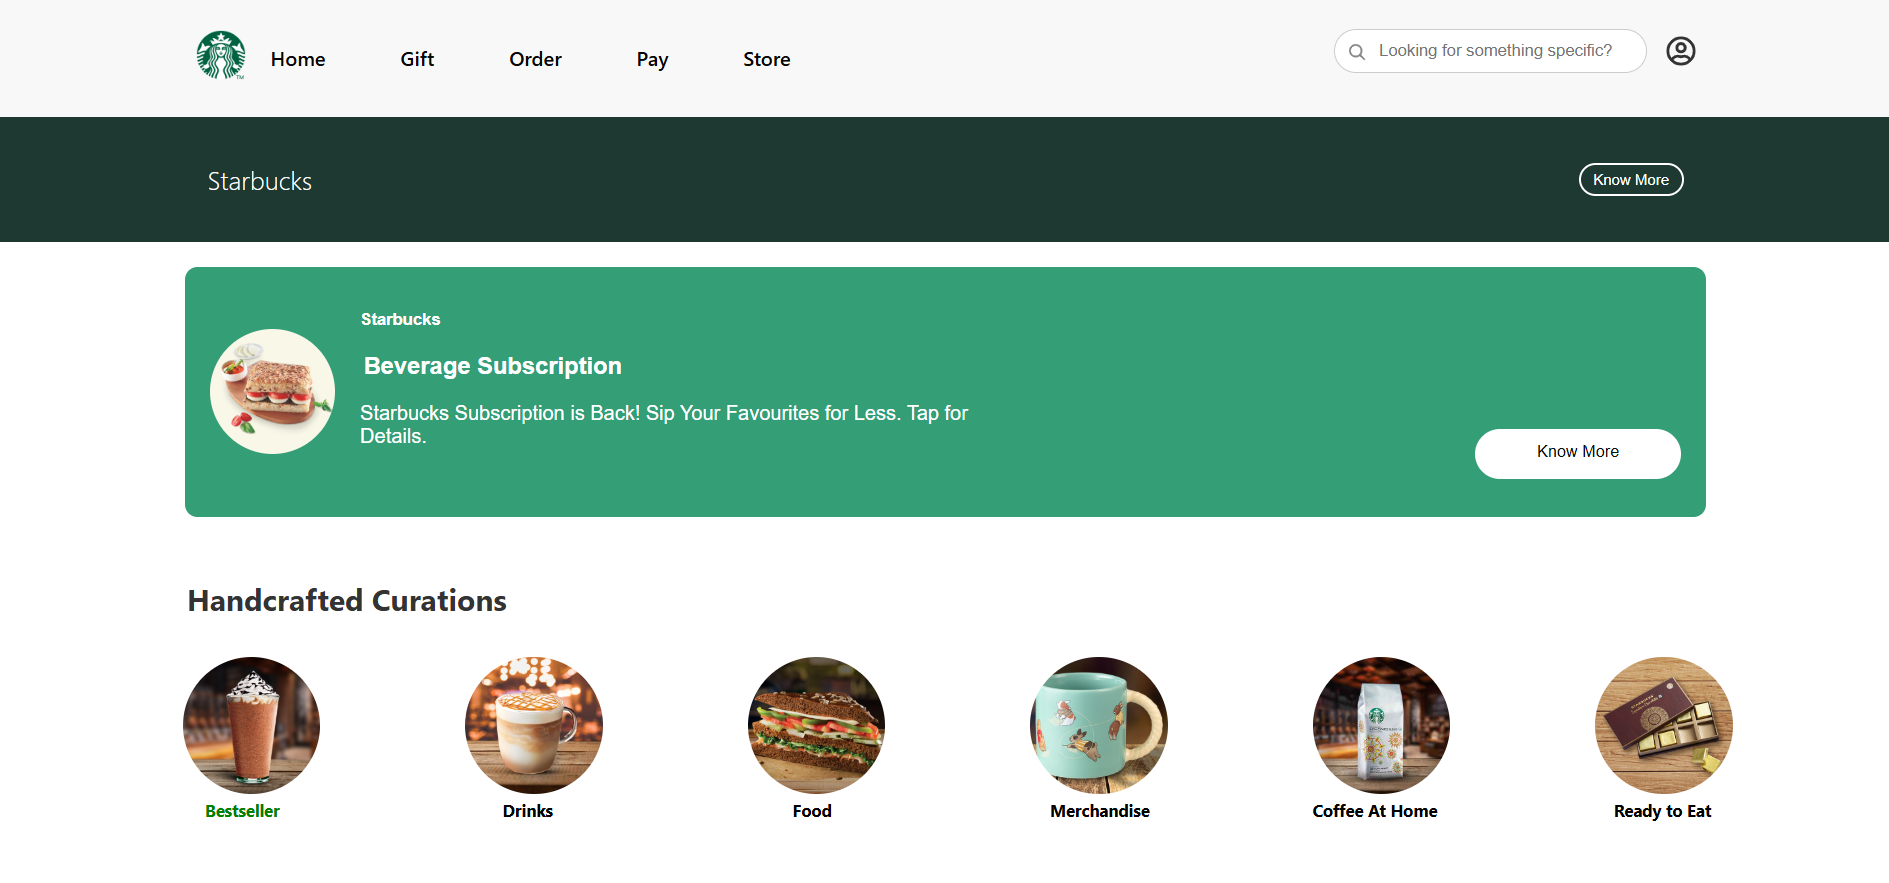 Home Gift Order Pay Store Looking for something specific?
TM
Starbucks Know More
Starbucks
Beverage Subscription
Starbucks Subscription is Back! Sip Your Favourites for Less. Tap for
Details.
Know More
Handcrafted Curations
Bestseller Drinks Food Merchandise Coffee At Home Ready to Eat